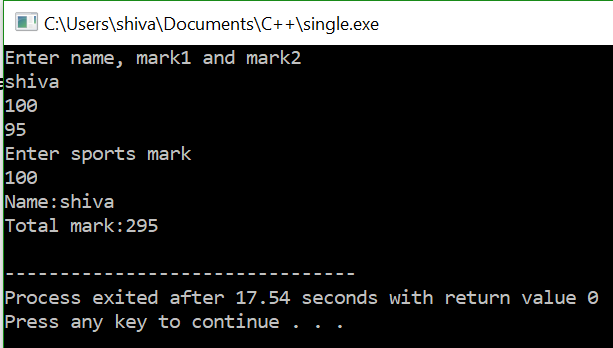 C:\Users\shiva\Documents\C++\single.exe
Enter name, mark1 and mark2
shiva
100
95
Enter sports mark
100
Name:shiva
Total mark:295
--------------------------------
Process exited after 17.54 seconds with return value 0
Press any key to continue . . .